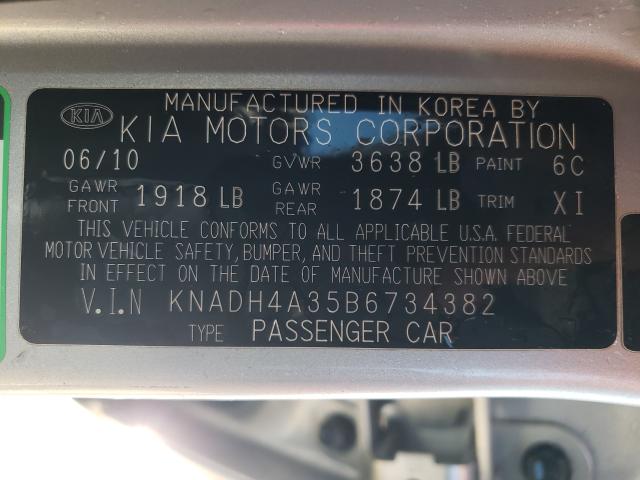 MANUFACTURED IN KOREA BY
KIA KIA MOTORS CORPORATION
06/10 GVWR 3638 LB PAINT 6C
GAWR FRONT 1918 LB GAWR REAR 1874 LB TRIM XI
THIS VEHICLE CONFORMS TO ALL APPLICABLE U.S.A. FEDERAL
MOTOR VEHICLE SAFETY, BUMPER, AND THEFT PREVENTION STANDARDS
IN EFFECT ON THE DATE OF MANUFACTURE SHOWN ABOVE
V.I.N KNADH4A35B6734382
TYPE PASSENGER CAR